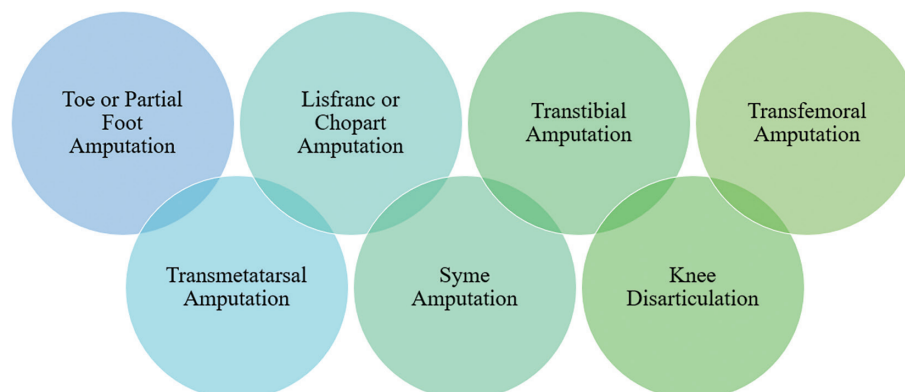 Toe or Partial
Foot
Amputation
Lisfranc or
Chopart
Amputation
Transtibial
Amputation
Transfemoral
Amputation
Transmetatarsal
Amputation
Syme
Amputation
Knee
Disarticulation